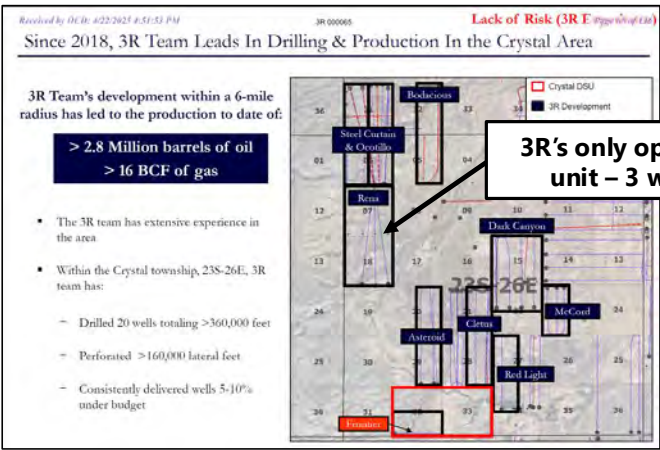 Received by OCD: 4/22/2025 4:51:53 PM
3R 000065
Lack of Risk (3R E
Since 2018, 3R Team Leads In Drilling & Production In the Crystal Area
3R Team's development within a 6-mile
radius has led to the production to date of:
> 2.8 Million barrels of oil
> 16 BCF of gas
▪ The 3R team has extensive experience in
the area
▪ Within the Crystal township, 23S-26E, 3R
team has:
− Drilled 20 wells totaling >360,000 feet
− Perforated >160,000 lateral feet
− Consistently delivered wells 5-10%
under budget
Crystal DSU
3R Development
3R's only op
unit – 3 w
Bodacious
36
33
Steel Curtain
& Ocotillo
01
05
04
Rena
12
07
09
10
11
12
Dark Canyon
13
18
17
16
15
14
13
23S-26E
24
19
20
McCord
24
Asteroid
Cletus
25
30
26
25
Red Light
36
31
33
35
36
Frontier